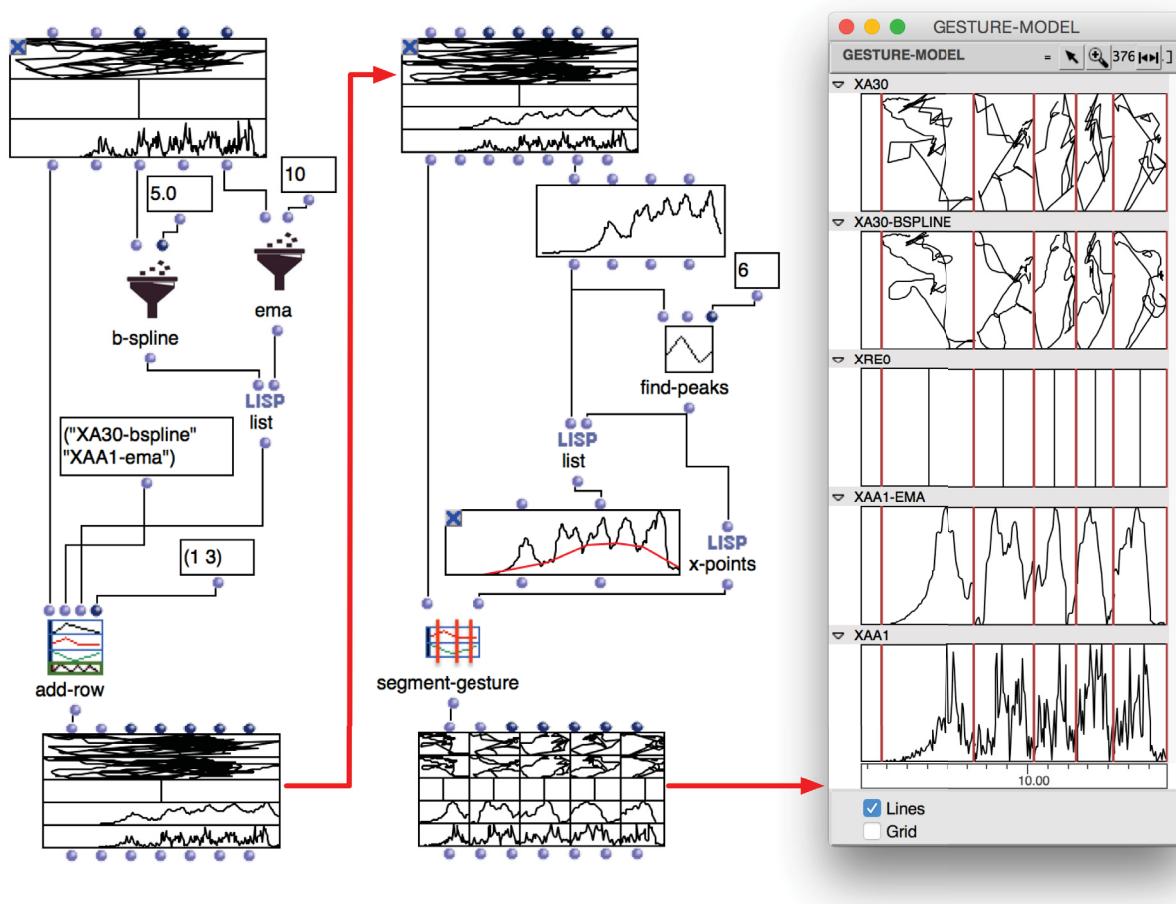 5.0
10
b-spline
ema
LISP
list
("XA30-bspline"
"XAA1-ema")
(1 3)
add-row
6
find-peaks
LISP
list
LISP
x-points
segment-gesture
GESTURE-MODEL
GESTURE-MODEL
=
376
.]
XA30
XA30-BSPLINE
XRE0
XAA1-EMA
XAA1
10.00
Lines
Grid